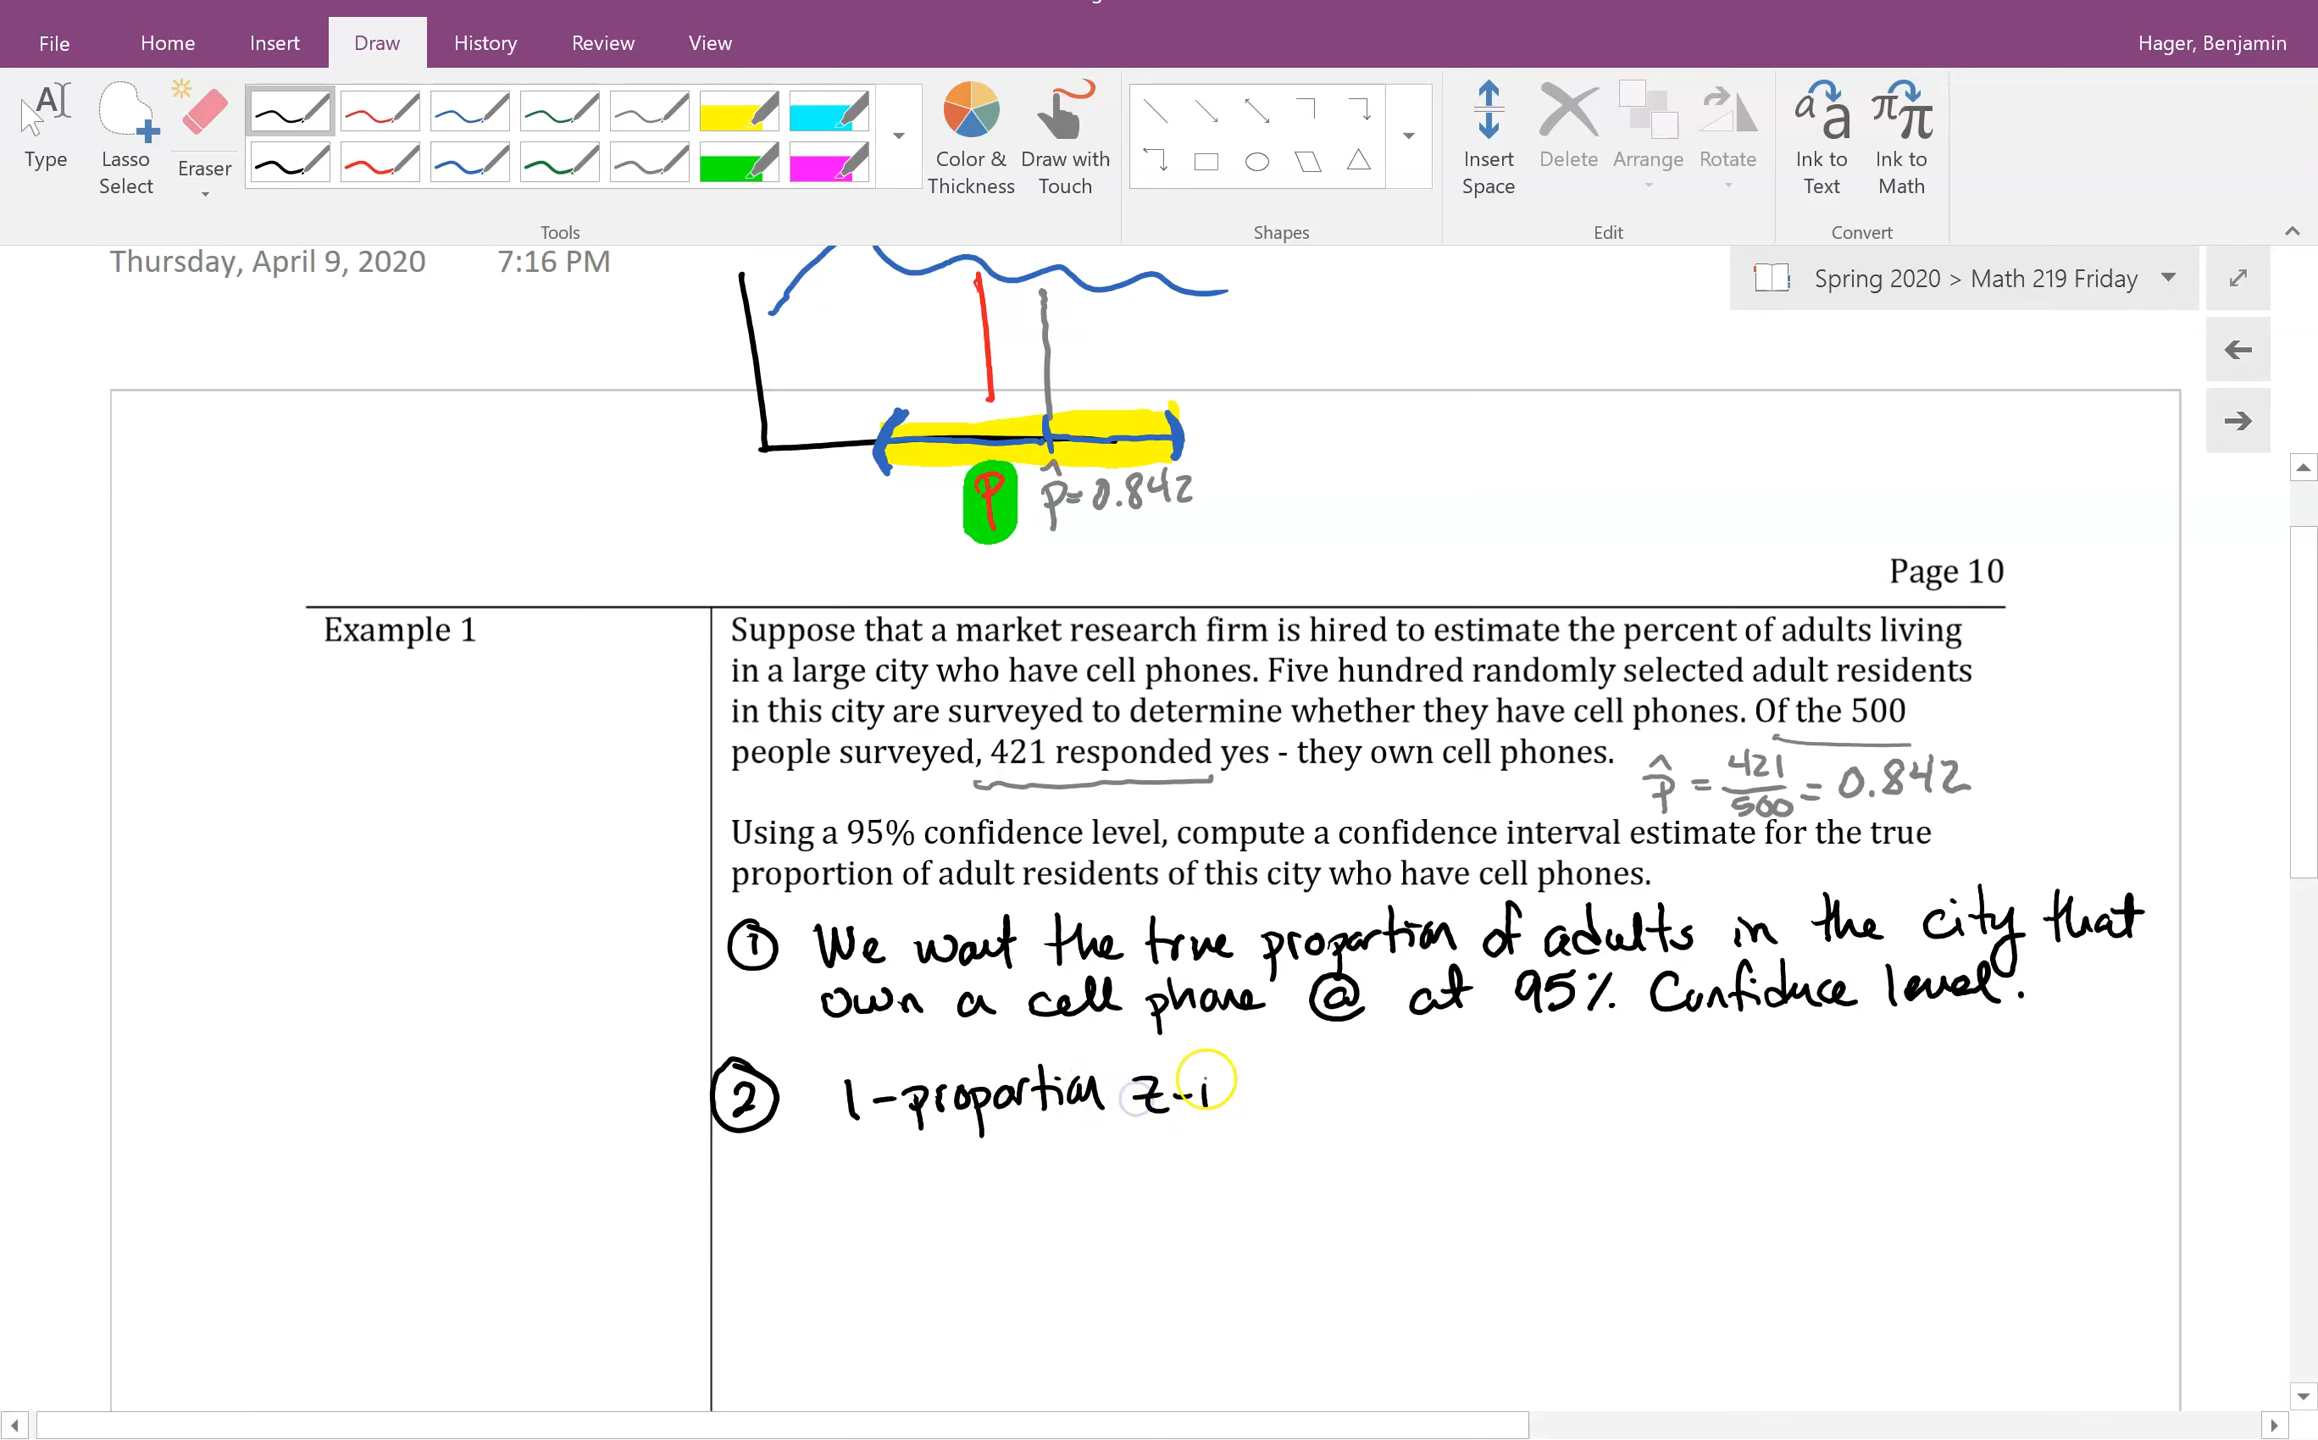 File Home Insert Draw History Review View Hager, Benjamin
Type Lasso Select Eraser Color & Thickness Draw with Touch Insert Space Delete Arrange Rotate Ink to Text Ink to Math
Tools Shapes Edit Convert
Thursday, April 9, 2020 7:16 PM
Spring 2020 > Math 219 Friday
P p̂=0.842
Page 10
Example 1
Suppose that a market research firm is hired to estimate the percent of adults living
in a large city who have cell phones. Five hundred randomly selected adult residents
in this city are surveyed to determine whether they have cell phones. Of the 500
people surveyed, 421 responded yes - they own cell phones.
p̂ = 421/500 = 0.842
Using a 95% confidence level, compute a confidence interval estimate for the true
proportion of adult residents of this city who have cell phones.
① We want the true proportion of adults in the city that
own a cell phone @ at 95% Confidence level.
② 1-proportion z-i